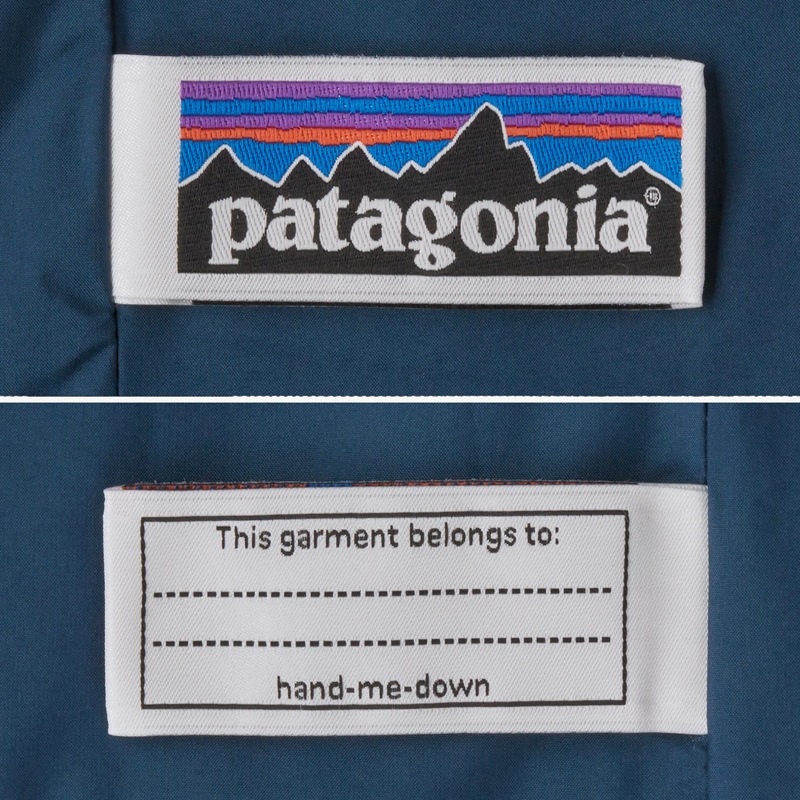 patagonia®
This garment belongs to:
hand-me-down